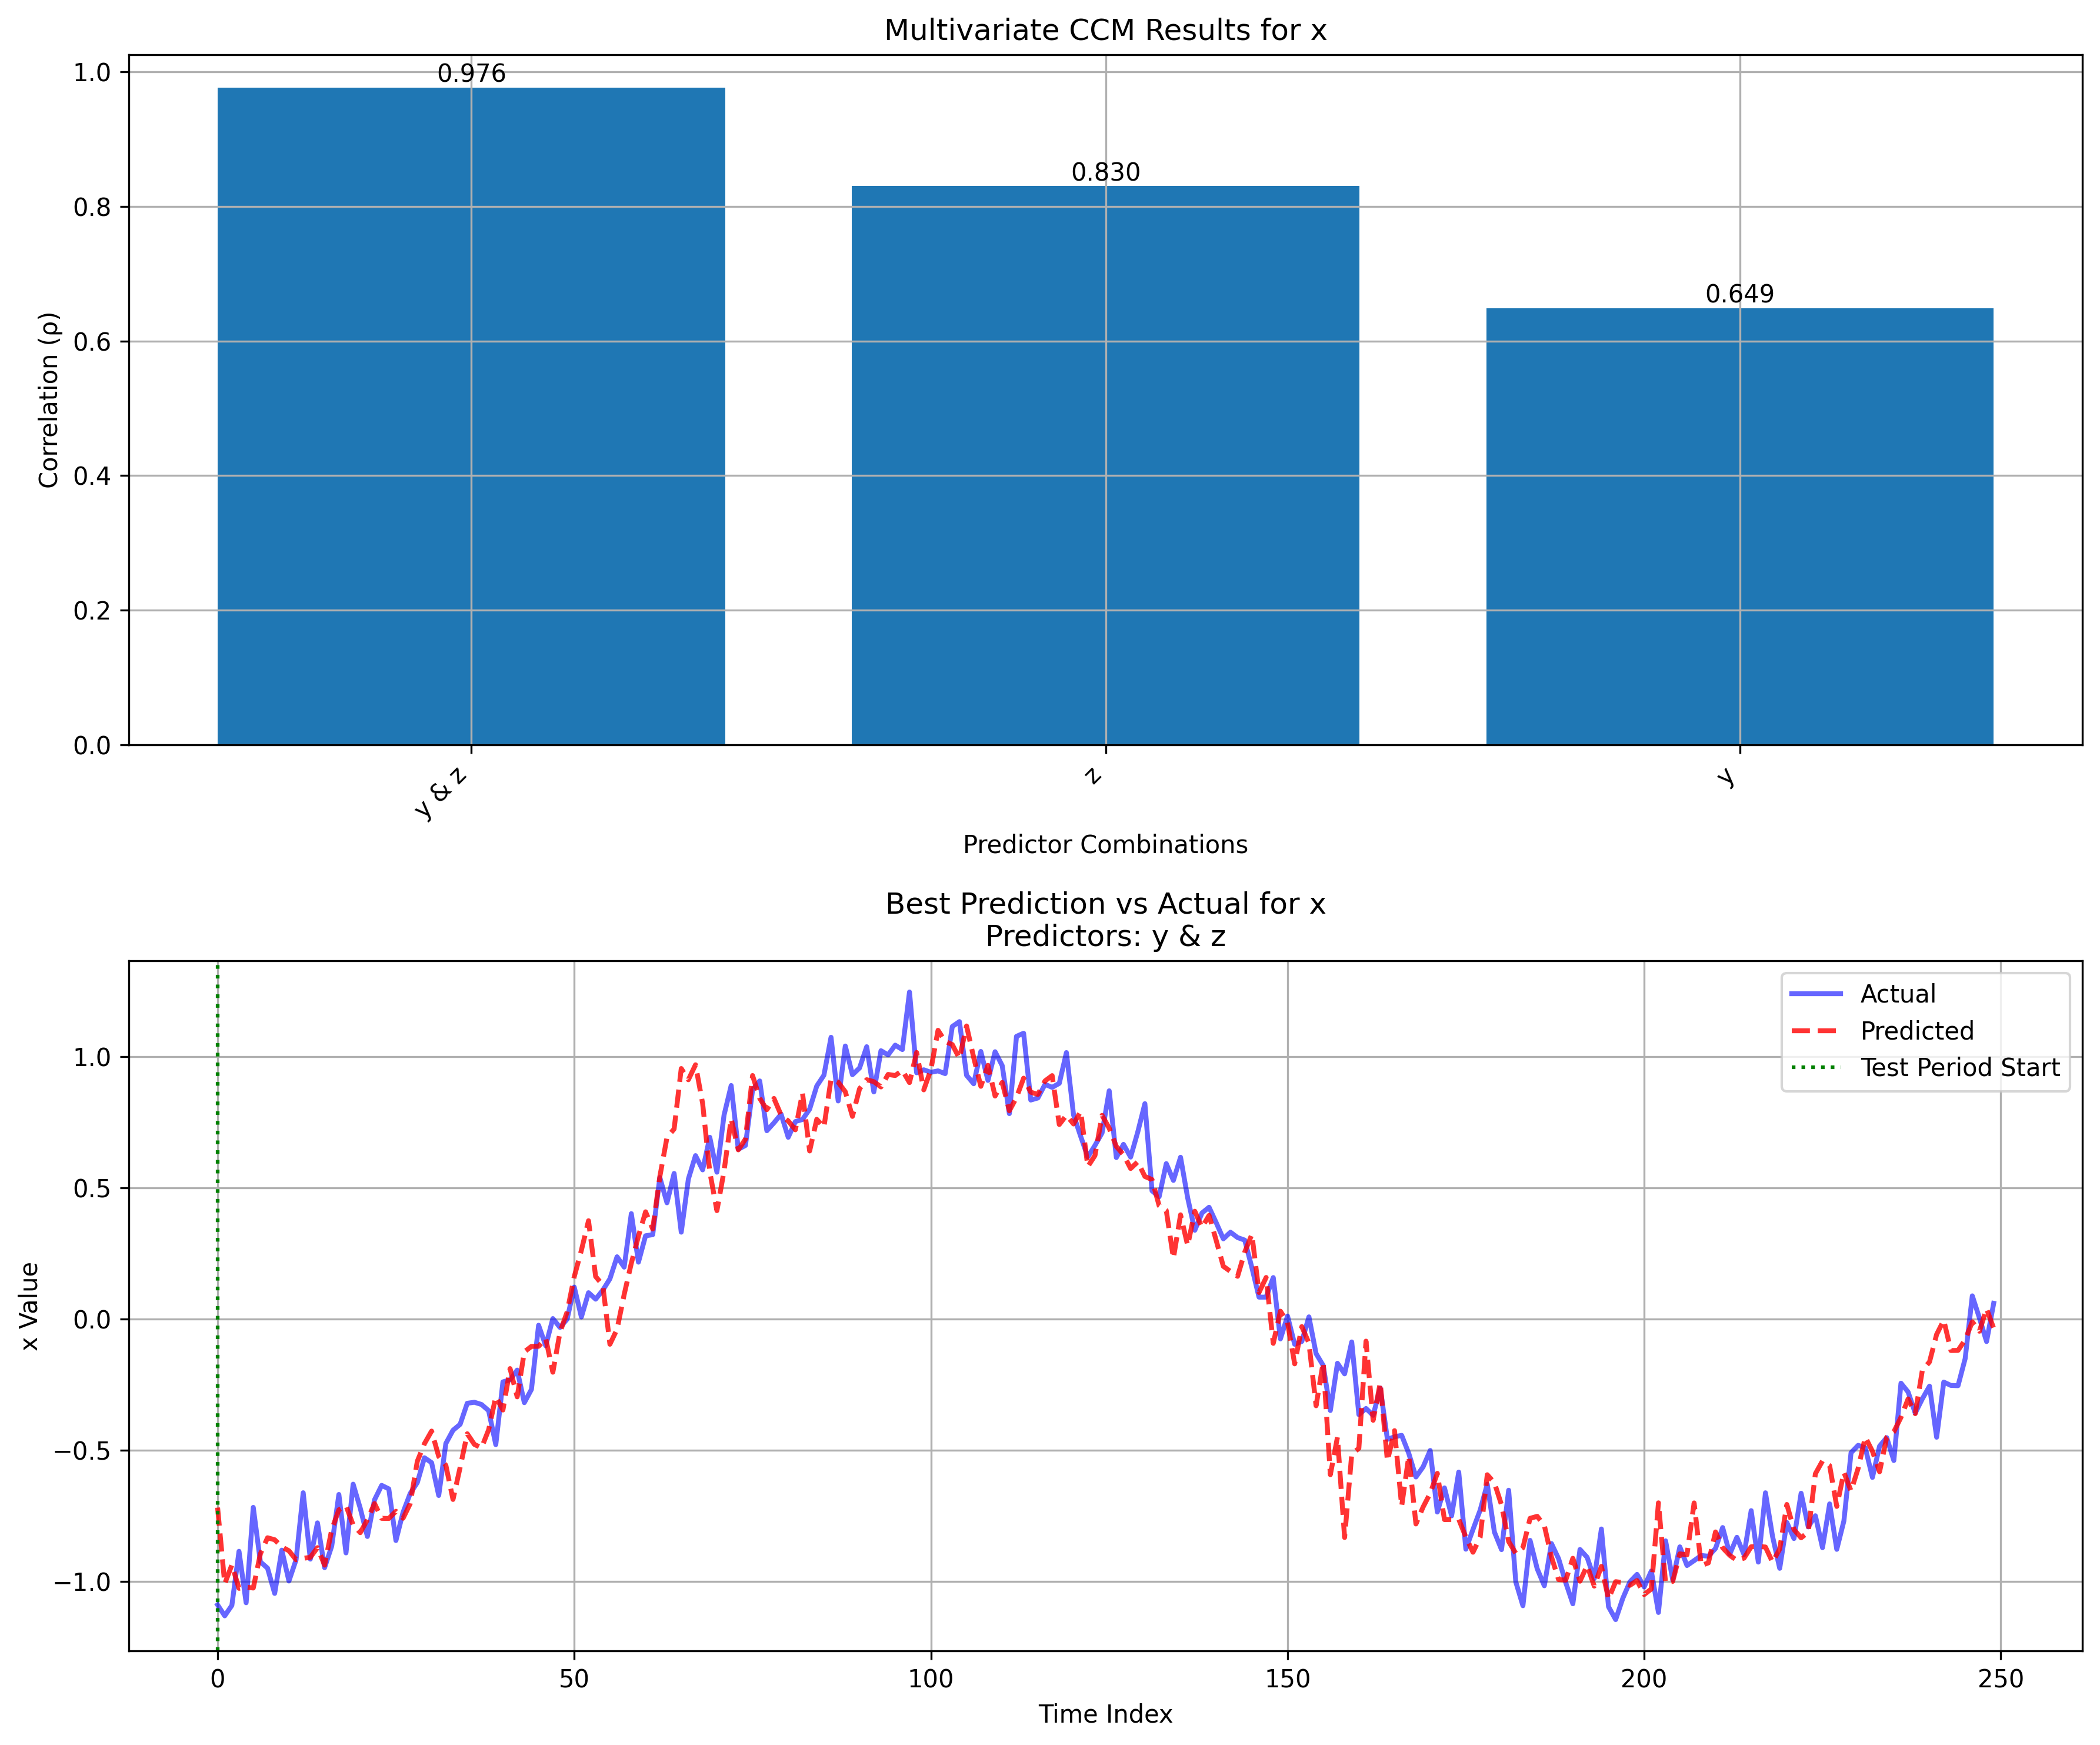 Multivariate CCM Results for x
1.0
0.8
0.6
0.4
0.2
0.0
Correlation (ρ)
0.976
0.830
0.649
y & z
z
y
Predictor Combinations
Best Prediction vs Actual for x
Predictors: y & z
Actual
Predicted
Test Period Start
1.0
0.5
0.0
−0.5
−1.0
x Value
0
50
100
150
200
250
Time Index